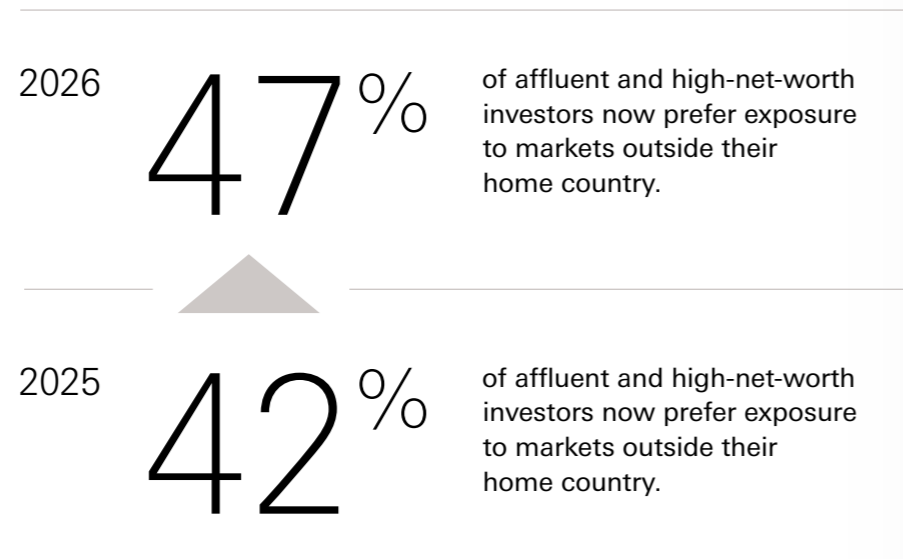 2026
47%
of affluent and high-net-worth
investors now prefer exposure
to markets outside their
home country.
2025
42%
of affluent and high-net-worth
investors now prefer exposure
to markets outside their
home country.